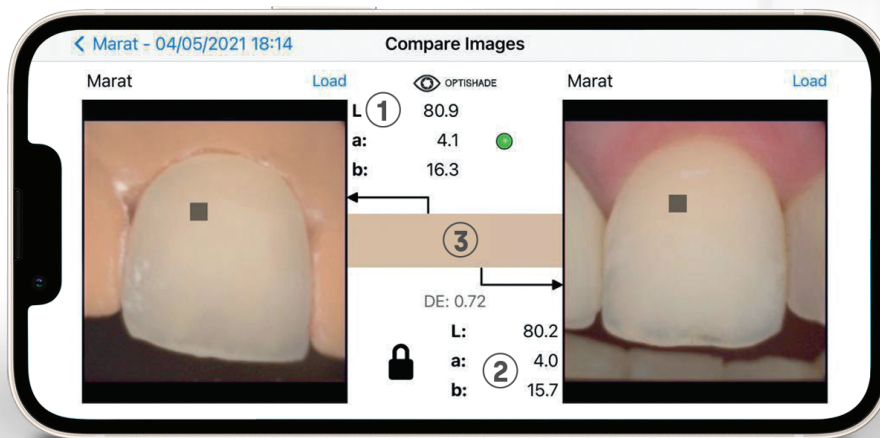 Marat - 04/05/2021 18:14
Compare Images
Marat
Load
OPTISHADE
Marat
Load
L ① 80.9
a: 4.1
b: 16.3
③
DE: 0.72
L: 80.2
a: ② 4.0
b: 15.7